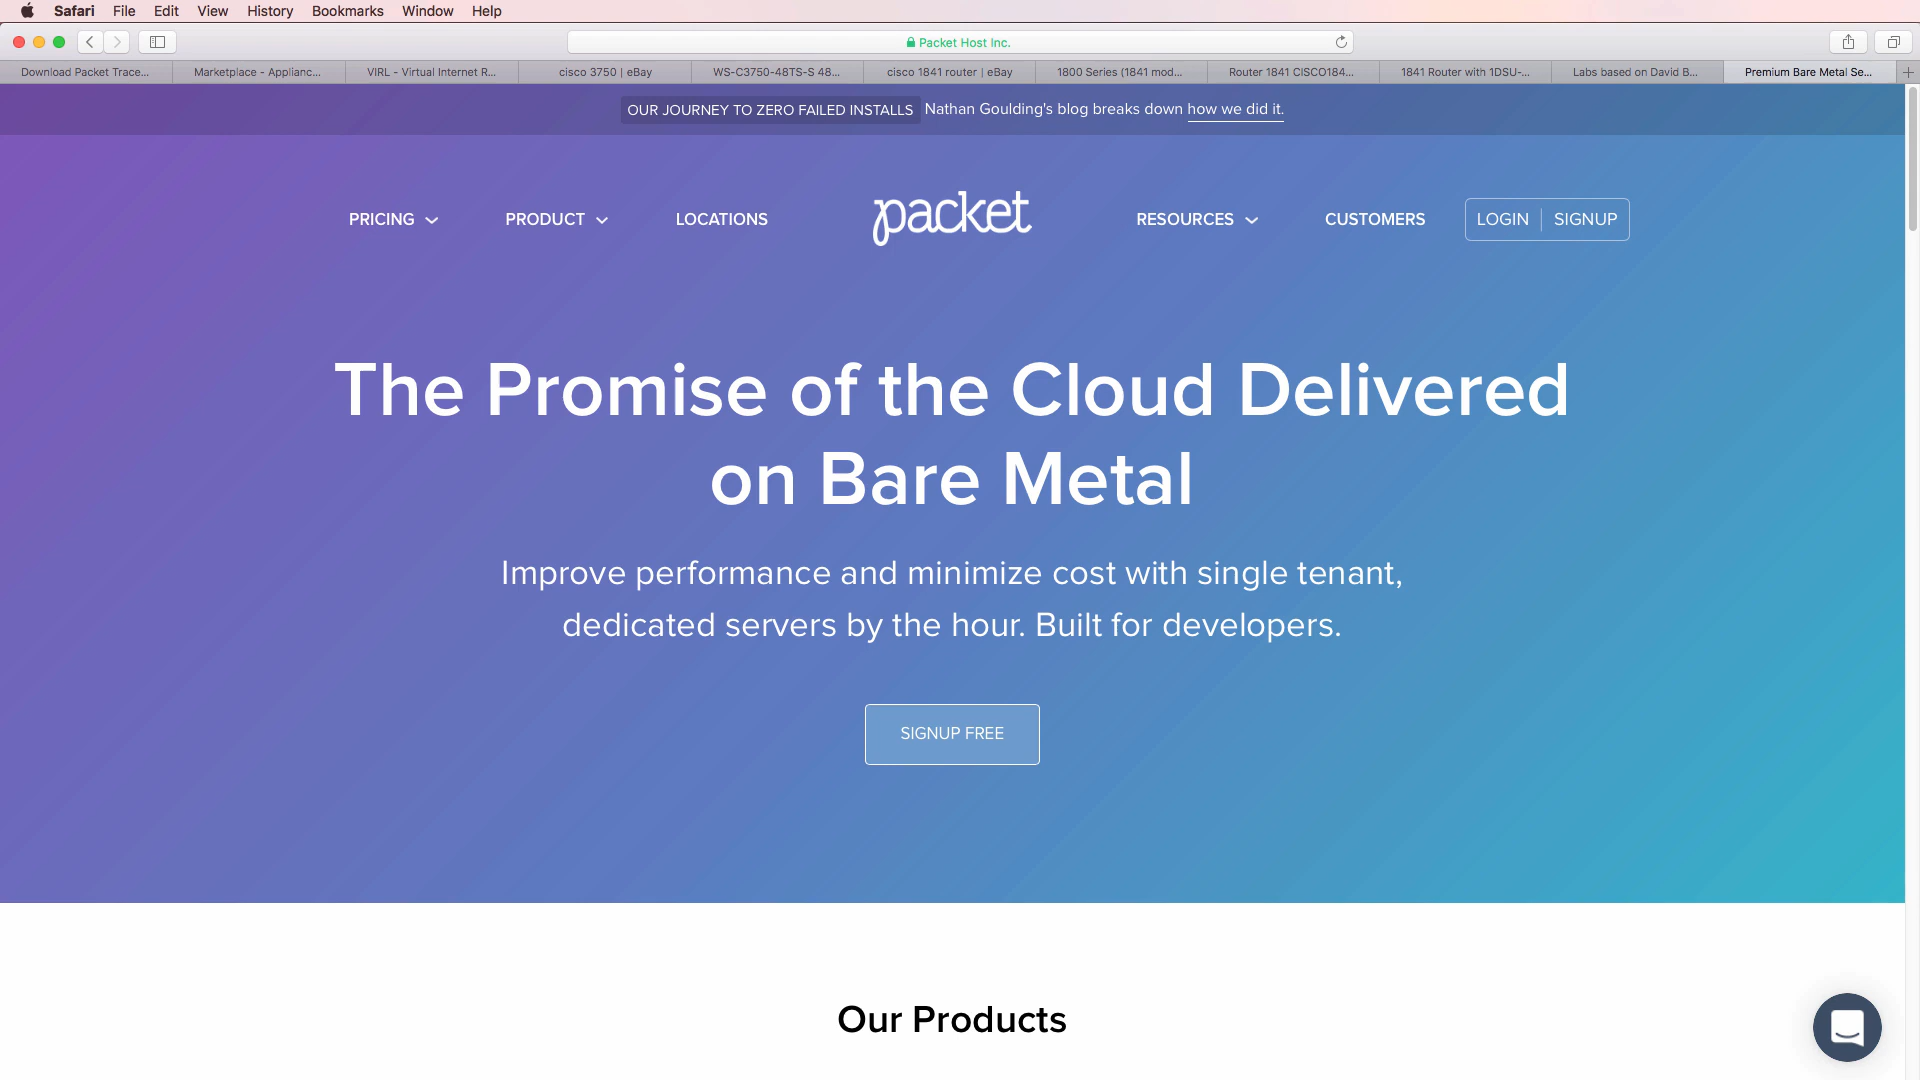 Safari File Edit View History Bookmarks Window Help
Packet Host Inc.
Download Packet Trace... Marketplace - Applianc... VIRL - Virtual Internet R... cisco 3750 | eBay WS-C3750-48TS-S 48... cisco 1841 router | eBay 1800 Series (1841 mod... Router 1841 CISCO184... 1841 Router with 1DSU-... Labs based on David B... Premium Bare Metal Se...
OUR JOURNEY TO ZERO FAILED INSTALLS Nathan Goulding's blog breaks down how we did it.
PRICING PRODUCT LOCATIONS packet RESOURCES CUSTOMERS LOGIN SIGNUP
The Promise of the Cloud Delivered
on Bare Metal
Improve performance and minimize cost with single tenant,
dedicated servers by the hour. Built for developers.
SIGNUP FREE
Our Products